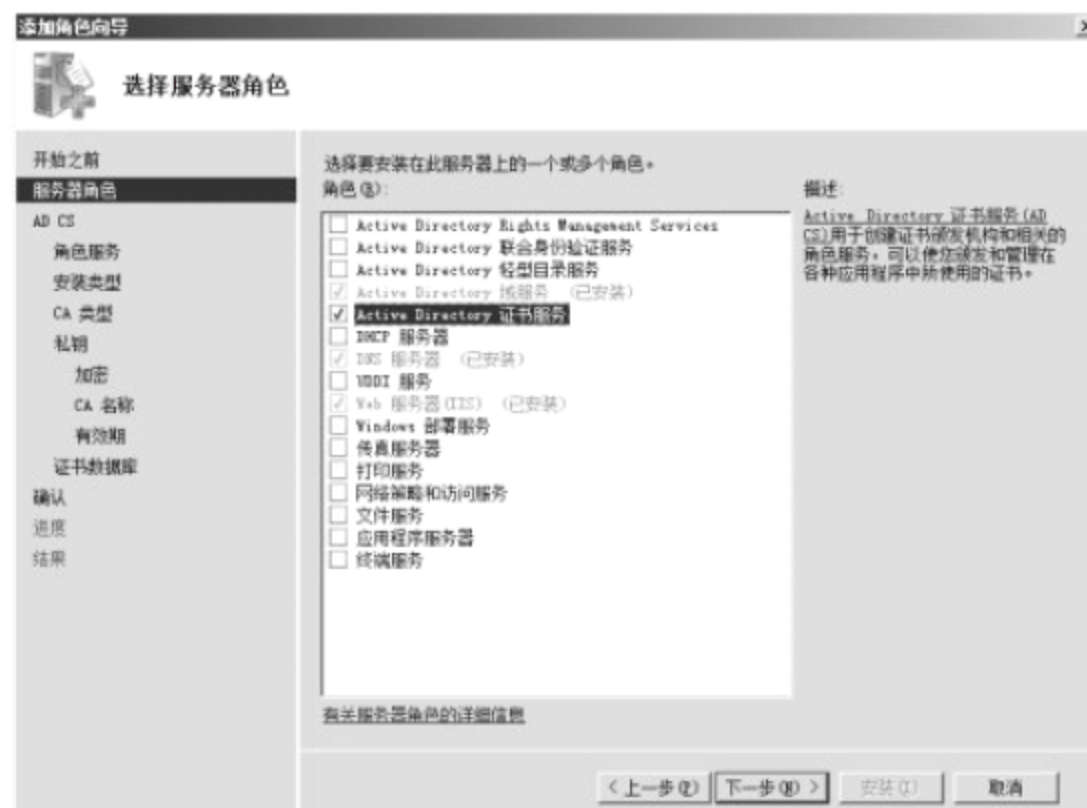 添加角色向导
选择服务器角色
开始之前
服务器角色
AD CS
角色服务
安装类型
CA 类型
私钥
加密
CA 名称
有效期
证书数据库
确认
进度
结果
选择要安装在此服务器上的一个或多个角色。
角色(R):
Active Directory Rights Management Services
Active Directory 联合身份验证服务
Active Directory 轻型目录服务
Active Directory 域服务 (已安装)
Active Directory 证书服务
DHCP 服务器
DNS 服务器 (已安装)
UDDI 服务
Web 服务器(IIS) (已安装)
Windows 部署服务
传真服务器
打印服务
网络策略和访问服务
文件服务
应用程序服务器
终端服务
有关服务器角色的详细信息
描述:
Active Directory 证书服务(AD
CS)用于创建证书颁发机构和相关的
角色服务，可以使您颁发和管理在
各种应用程序中所使用的证书。
< 上一步(P)
下一步(N) >
安装(I)
取消